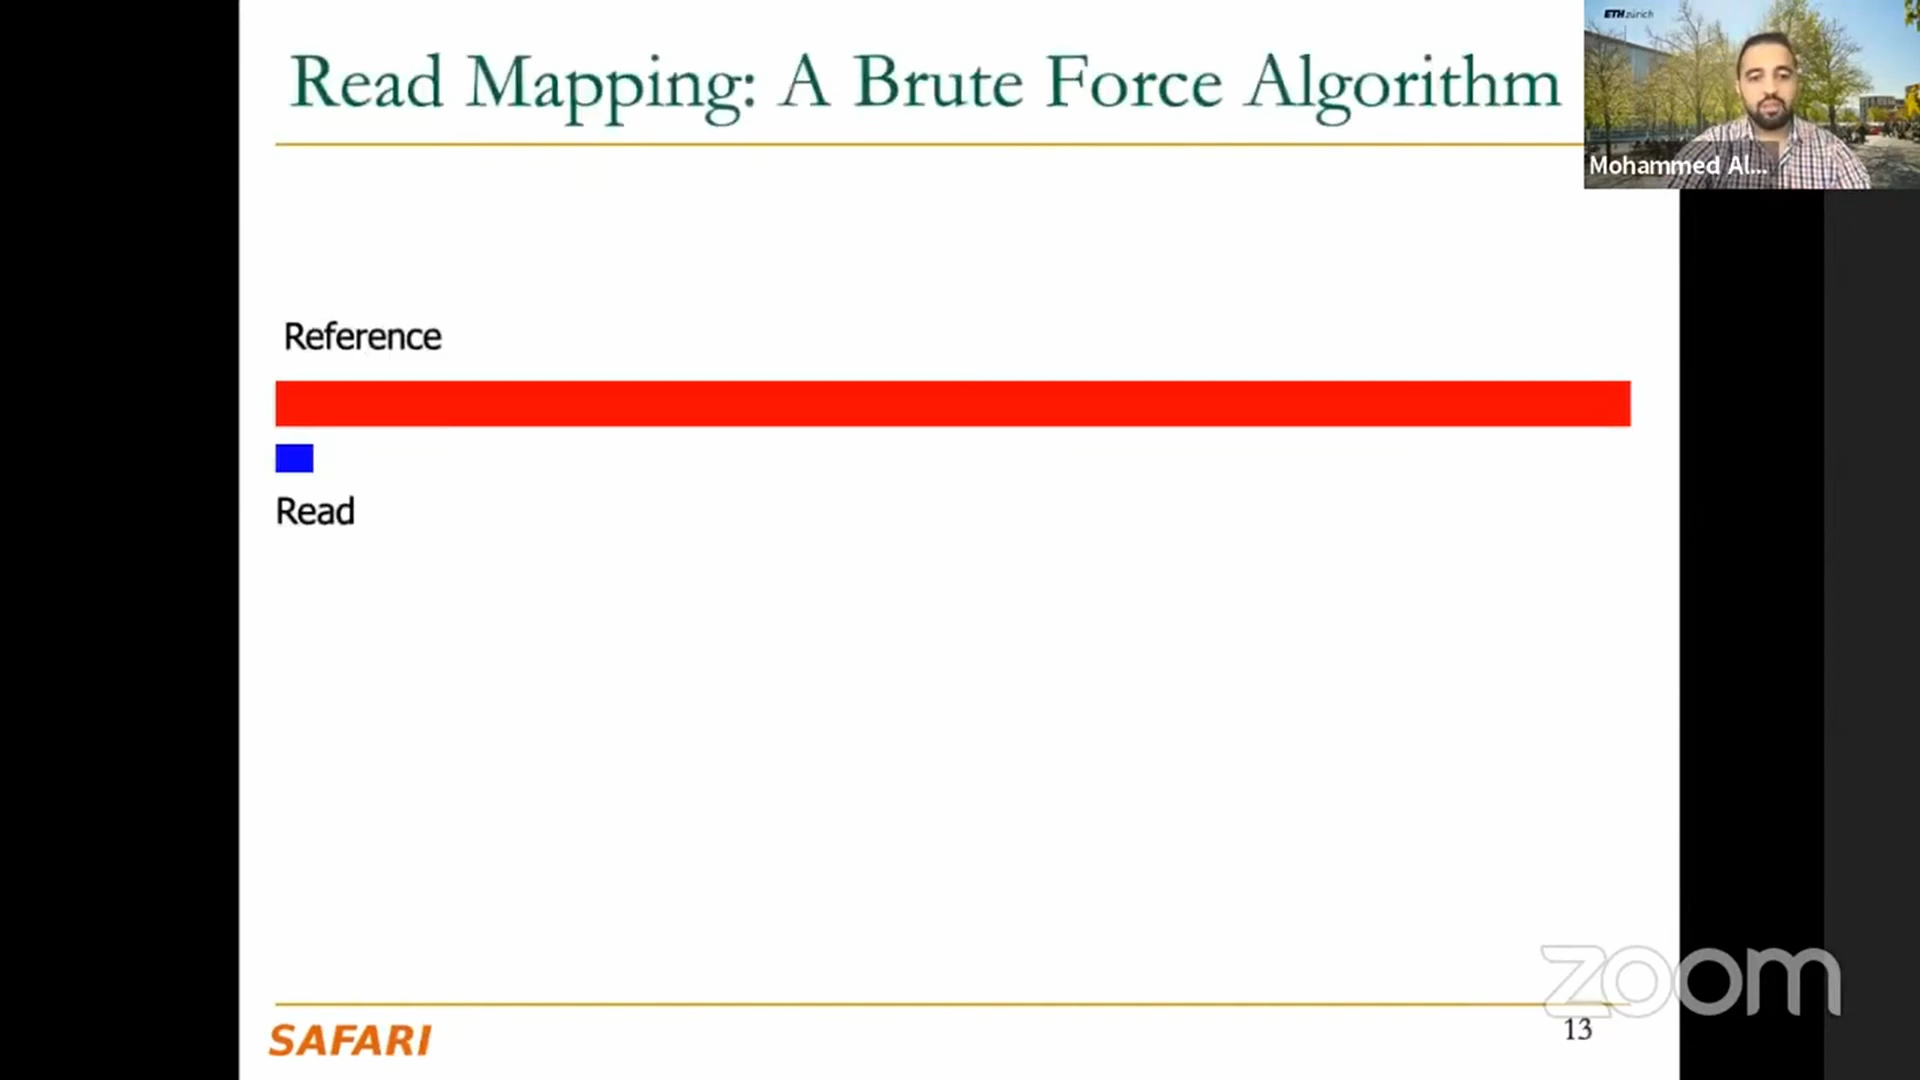 Read Mapping: A Brute Force Algorithm
ETH zürich
Mohammed Al...
Reference
Read
zoom
SAFARI
13